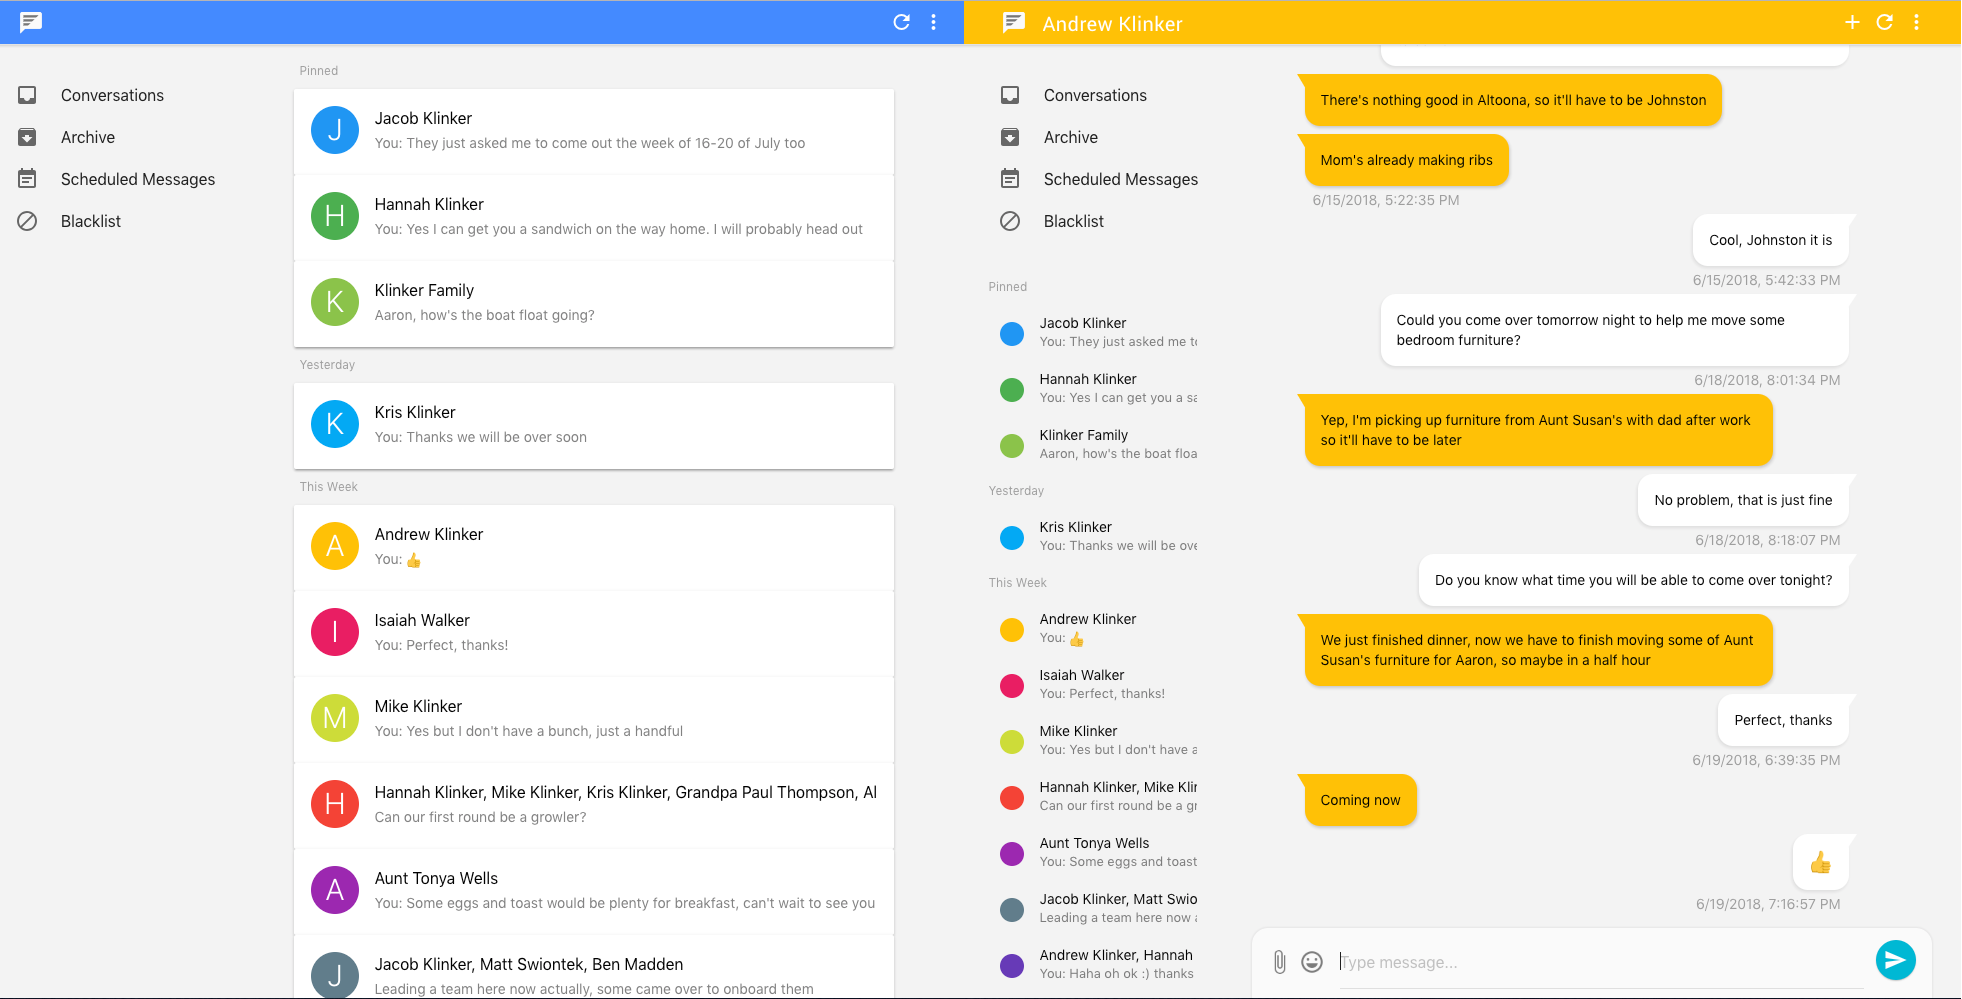 Conversations
Archive
Scheduled Messages
Blacklist
Pinned
Jacob Klinker
You: They just asked me to come out the week of 16-20 of July too
Hannah Klinker
You: Yes I can get you a sandwich on the way home. I will probably head out
Klinker Family
Aaron, how's the boat float going?
Yesterday
Kris Klinker
You: Thanks we will be over soon
This Week
Andrew Klinker
You: 👍
Isaiah Walker
You: Perfect, thanks!
Mike Klinker
You: Yes but I don't have a bunch, just a handful
Hannah Klinker, Mike Klinker, Kris Klinker, Grandpa Paul Thompson, Al
Can our first round be a growler?
Aunt Tonya Wells
You: Some eggs and toast would be plenty for breakfast, can't wait to see you
Jacob Klinker, Matt Swiontek, Ben Madden
Leading a team here now actually, some came over to onboard them
J
H
K
K
A
I
M
H
A
J
Andrew Klinker
Conversations
Archive
Scheduled Messages
Blacklist
Pinned
Jacob Klinker
You: They just asked me to
Hannah Klinker
You: Yes I can get you a sa
Klinker Family
Aaron, how's the boat floa
Yesterday
Kris Klinker
You: Thanks we will be ove
This Week
Andrew Klinker
You: 👍
Isaiah Walker
You: Perfect, thanks!
Mike Klinker
You: Yes but I don't have a
Hannah Klinker, Mike Klin
Can our first round be a gr
Aunt Tonya Wells
You: Some eggs and toast
Jacob Klinker, Matt Swio
Leading a team here now a
Andrew Klinker, Hannah
You: Haha oh ok :) thanks
There's nothing good in Altoona, so it'll have to be Johnston
Mom's already making ribs
6/15/2018, 5:22:35 PM
Cool, Johnston it is
6/15/2018, 5:42:33 PM
Could you come over tomorrow night to help me move some
bedroom furniture?
6/18/2018, 8:01:34 PM
Yep, I'm picking up furniture from Aunt Susan's with dad after work
so it'll have to be later
No problem, that is just fine
6/18/2018, 8:18:07 PM
Do you know what time you will be able to come over tonight?
We just finished dinner, now we have to finish moving some of Aunt
Susan's furniture for Aaron, so maybe in a half hour
Perfect, thanks
6/19/2018, 6:39:35 PM
Coming now
👍
6/19/2018, 7:16:57 PM
Type message...